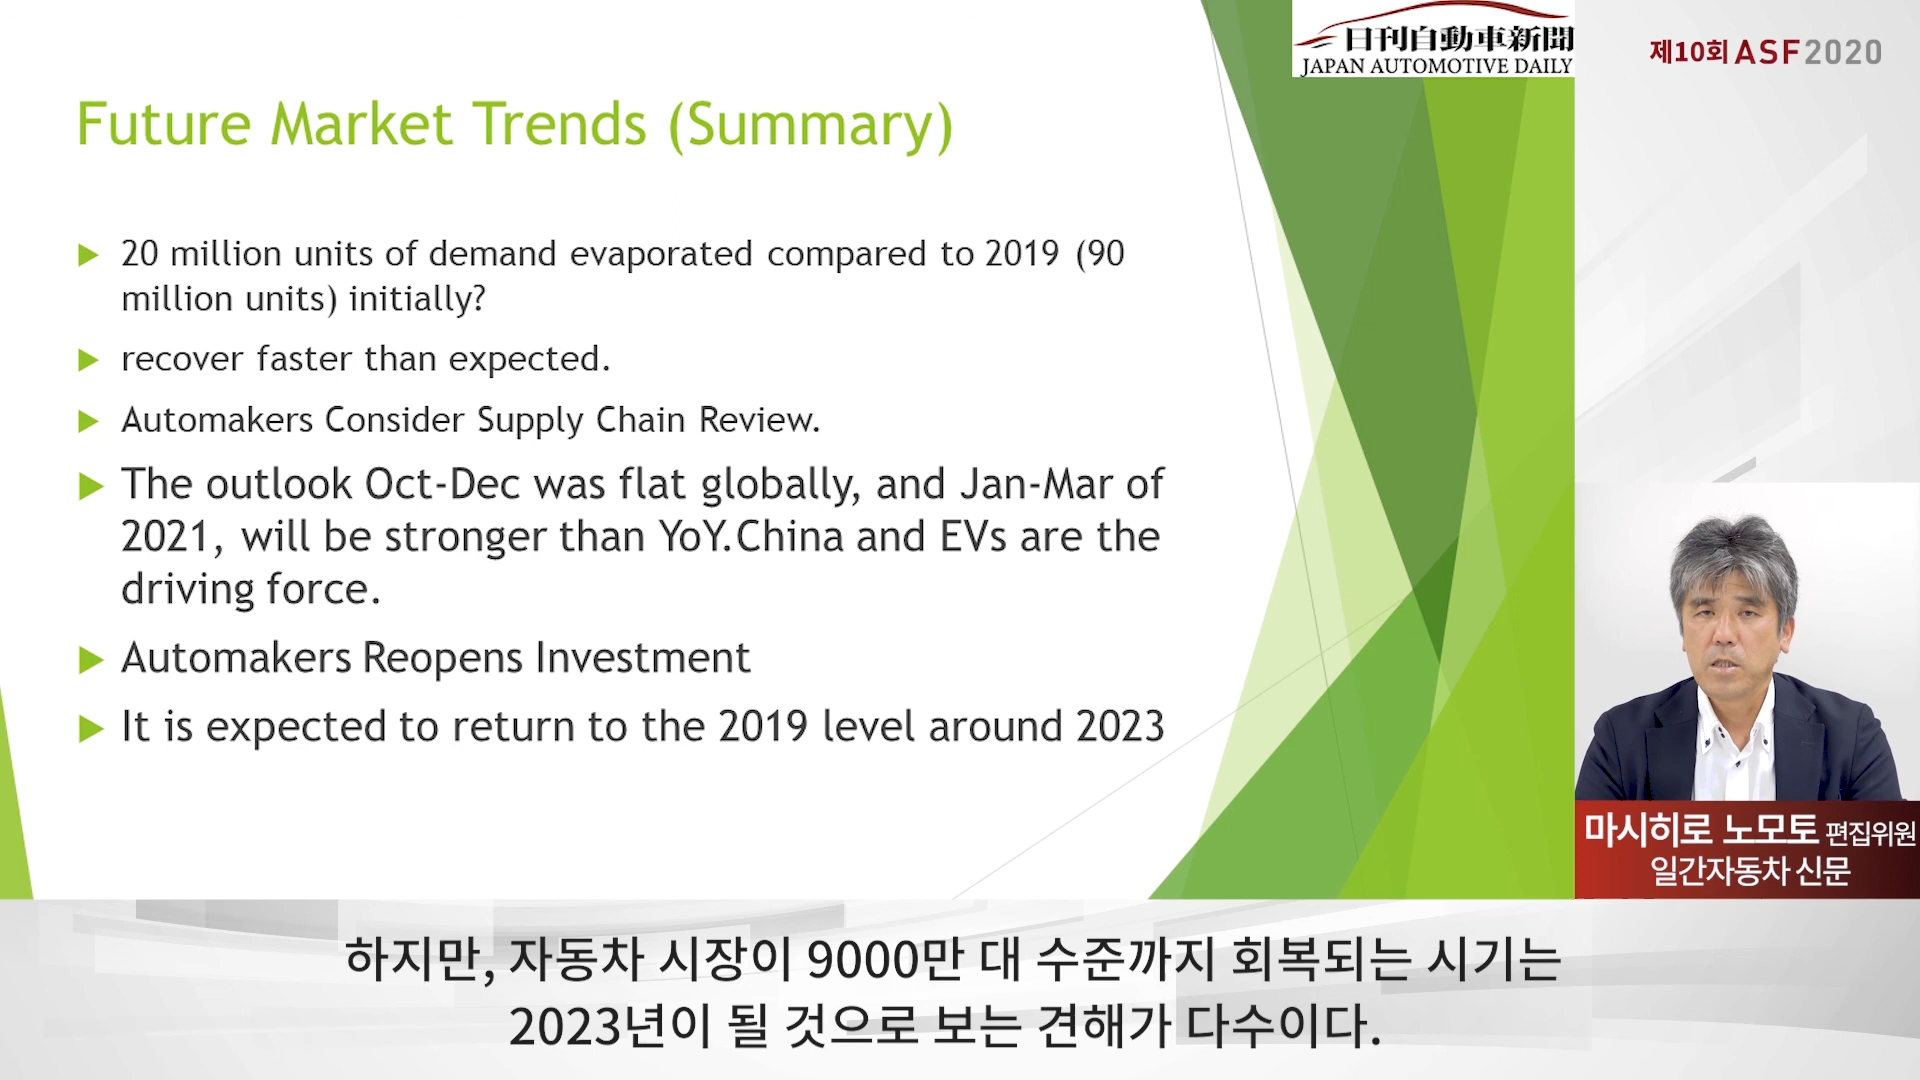 日刊自動車新聞
JAPAN AUTOMOTIVE DAILY
제10회 ASF2020
Future Market Trends (Summary)
20 million units of demand evaporated compared to 2019 (90
million units) initially?
recover faster than expected.
Automakers Consider Supply Chain Review.
The outlook Oct-Dec was flat globally, and Jan-Mar of
2021, will be stronger than YoY.China and EVs are the
driving force.
Automakers Reopens Investment
It is expected to return to the 2019 level around 2023
마시히로 노모토 편집위원
일간자동차 신문
하지만, 자동차 시장이 9000만 대 수준까지 회복되는 시기는
2023년이 될 것으로 보는 견해가 다수이다.